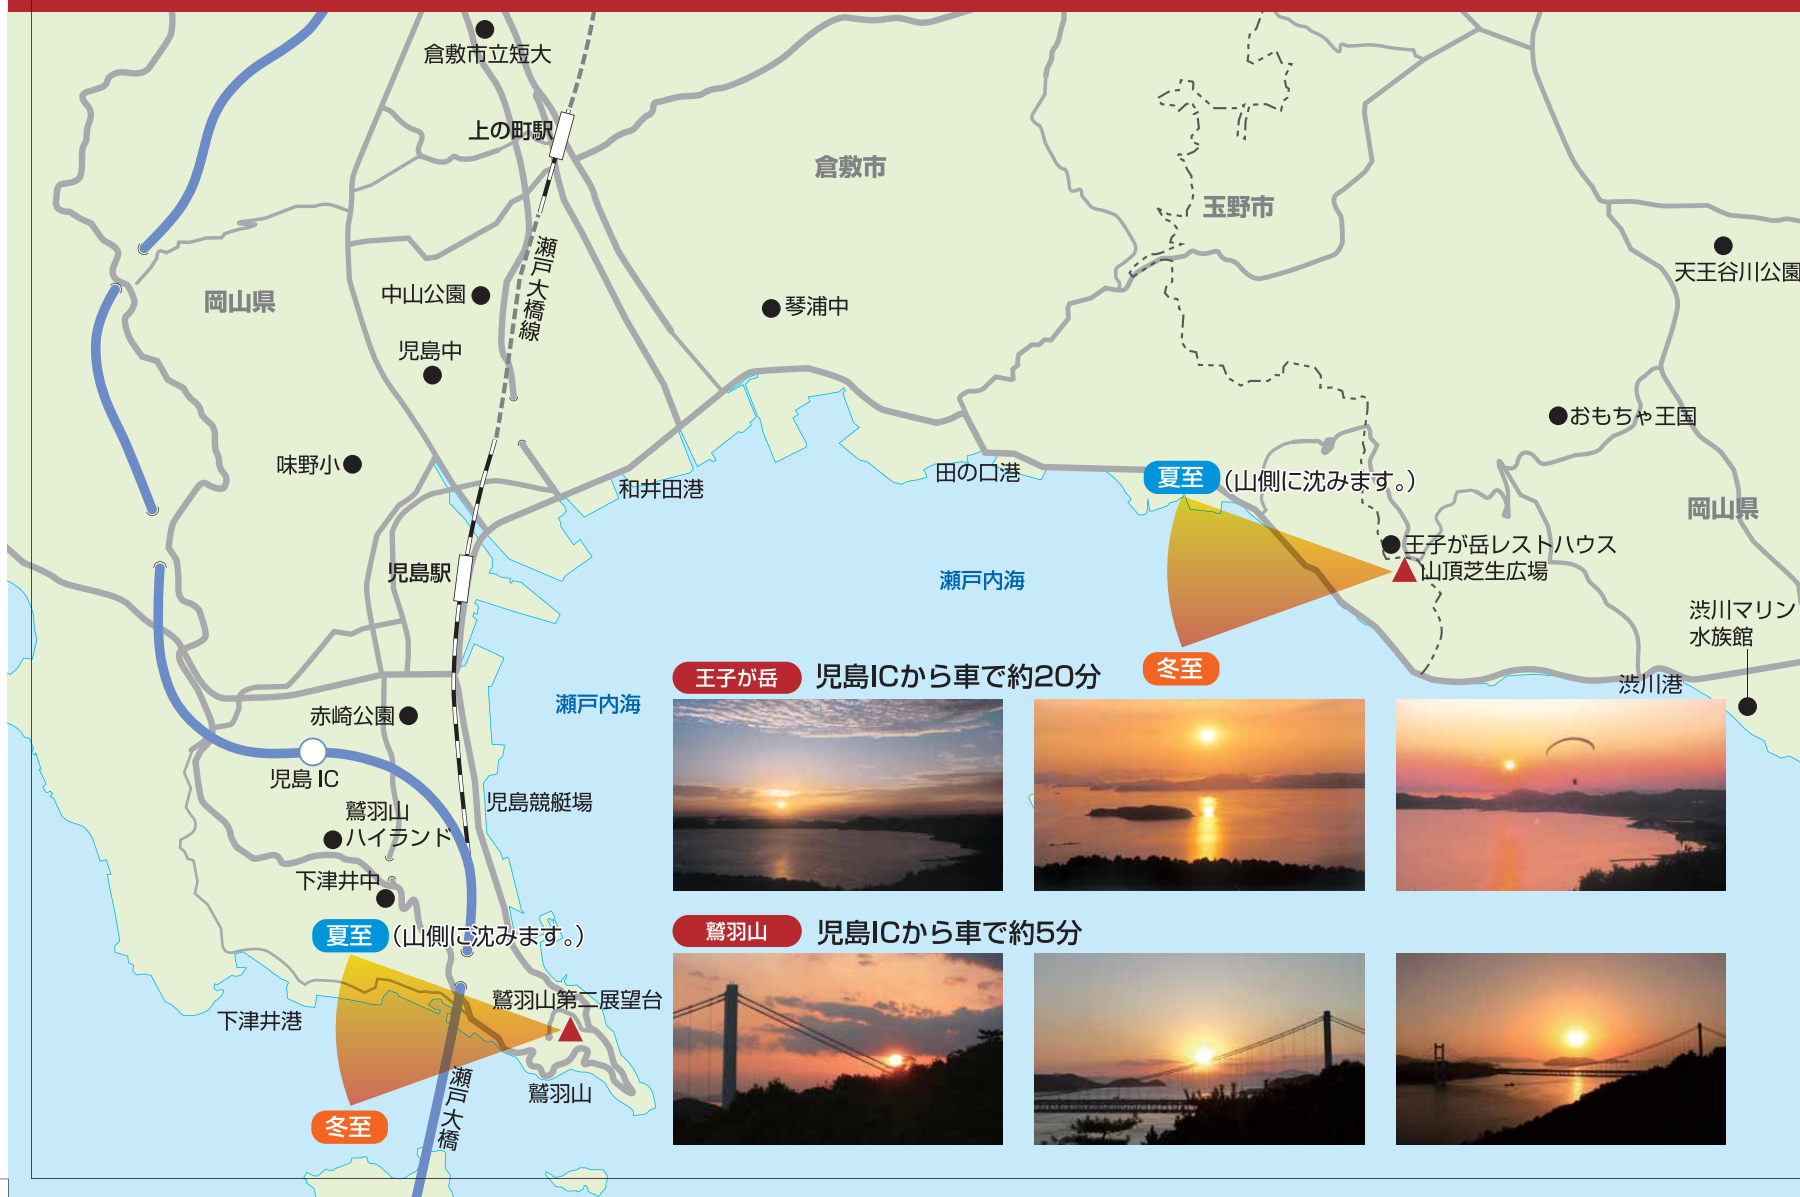 倉敷市立短大
上の町駅
倉敷市
玉野市
瀬戸大橋線
天王谷川公園
岡山県
中山公園
琴浦中
児島中
おもちゃ王国
味野小
和井田港
田の口港
夏至
(山側に沈みます。)
岡山県
王子が岳レストハウス
山頂芝生広場
児島駅
瀬戸内海
渋川マリン
水族館
冬至
渋川港
王子が岳
児島ICから車で約20分
瀬戸内海
赤崎公園
児島 IC
児島競艇場
鷲羽山
ハイランド
下津井中
夏至
(山側に沈みます。)
鷲羽山
児島ICから車で約5分
鷲羽山第二展望台
下津井港
鷲羽山
瀬戸大橋
冬至